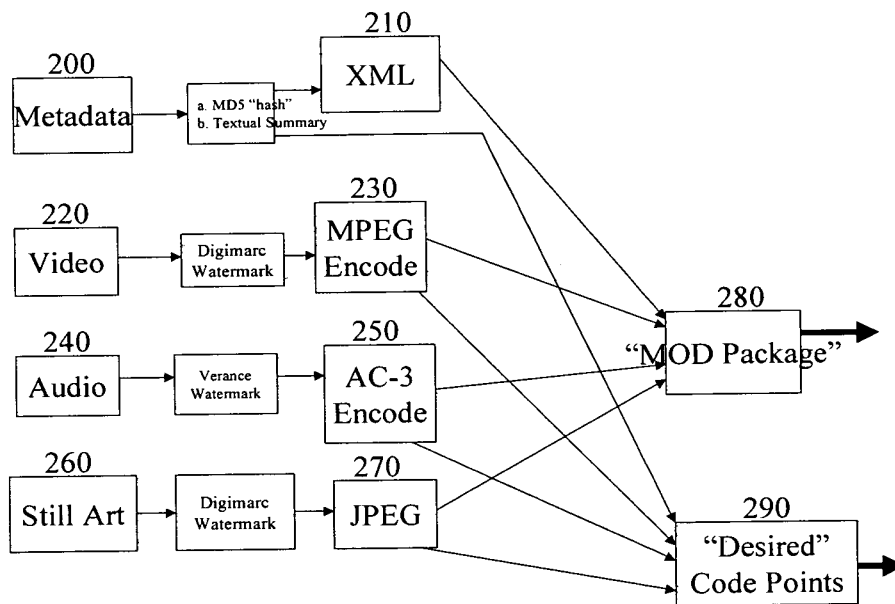 200
Metadata
a. MD5 "hash"
b. Textual Summary
210
XML
220
Video
Digimarc
Watermark
230
MPEG
Encode
240
Audio
Verance
Watermark
250
AC-3
Encode
260
Still Art
Digimarc
Watermark
270
JPEG
280
"MOD Package"
290
"Desired"
Code Points